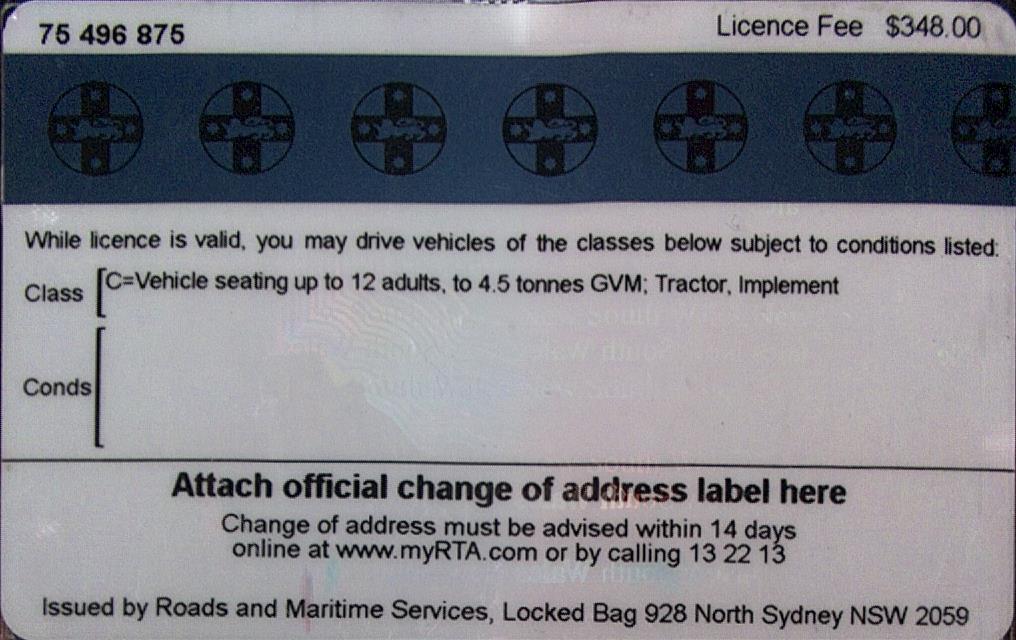 75 496 875
Licence Fee $348.00
While licence is valid, you may drive vehicles of the classes below subject to conditions listed:
Class [C=Vehicle seating up to 12 adults, to 4.5 tonnes GVM; Tractor, Implement
Conds
Attach official change of address label here
Change of address must be advised within 14 days
online at www.myRTA.com or by calling 13 22 13
Issued by Roads and Maritime Services, Locked Bag 928 North Sydney NSW 2059